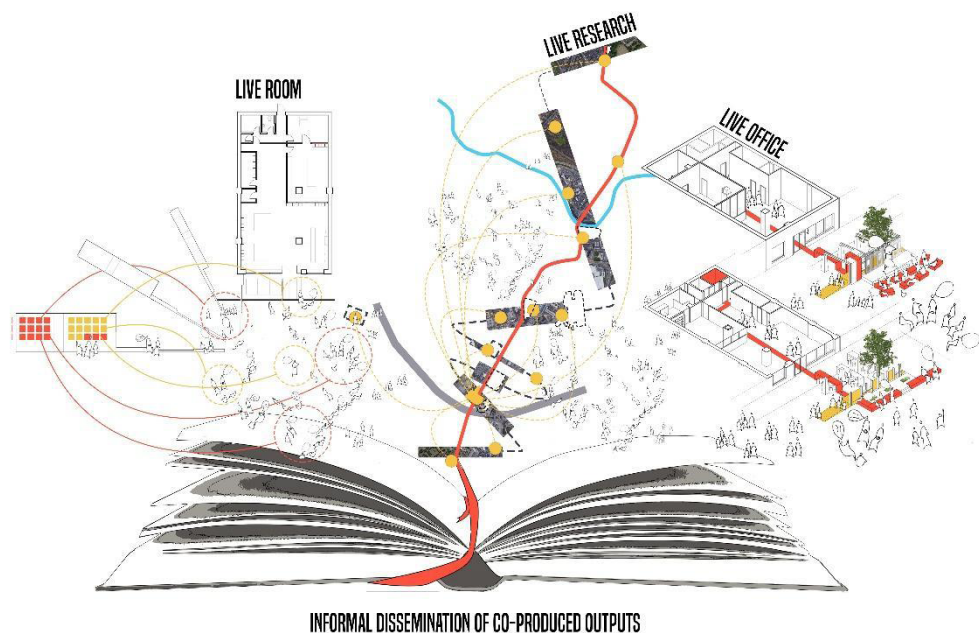 LIVE RESEARCH
LIVE ROOM
LIVE OFFICE
INFORMAL DISSEMINATION OF CO-PRODUCED OUTPUTS